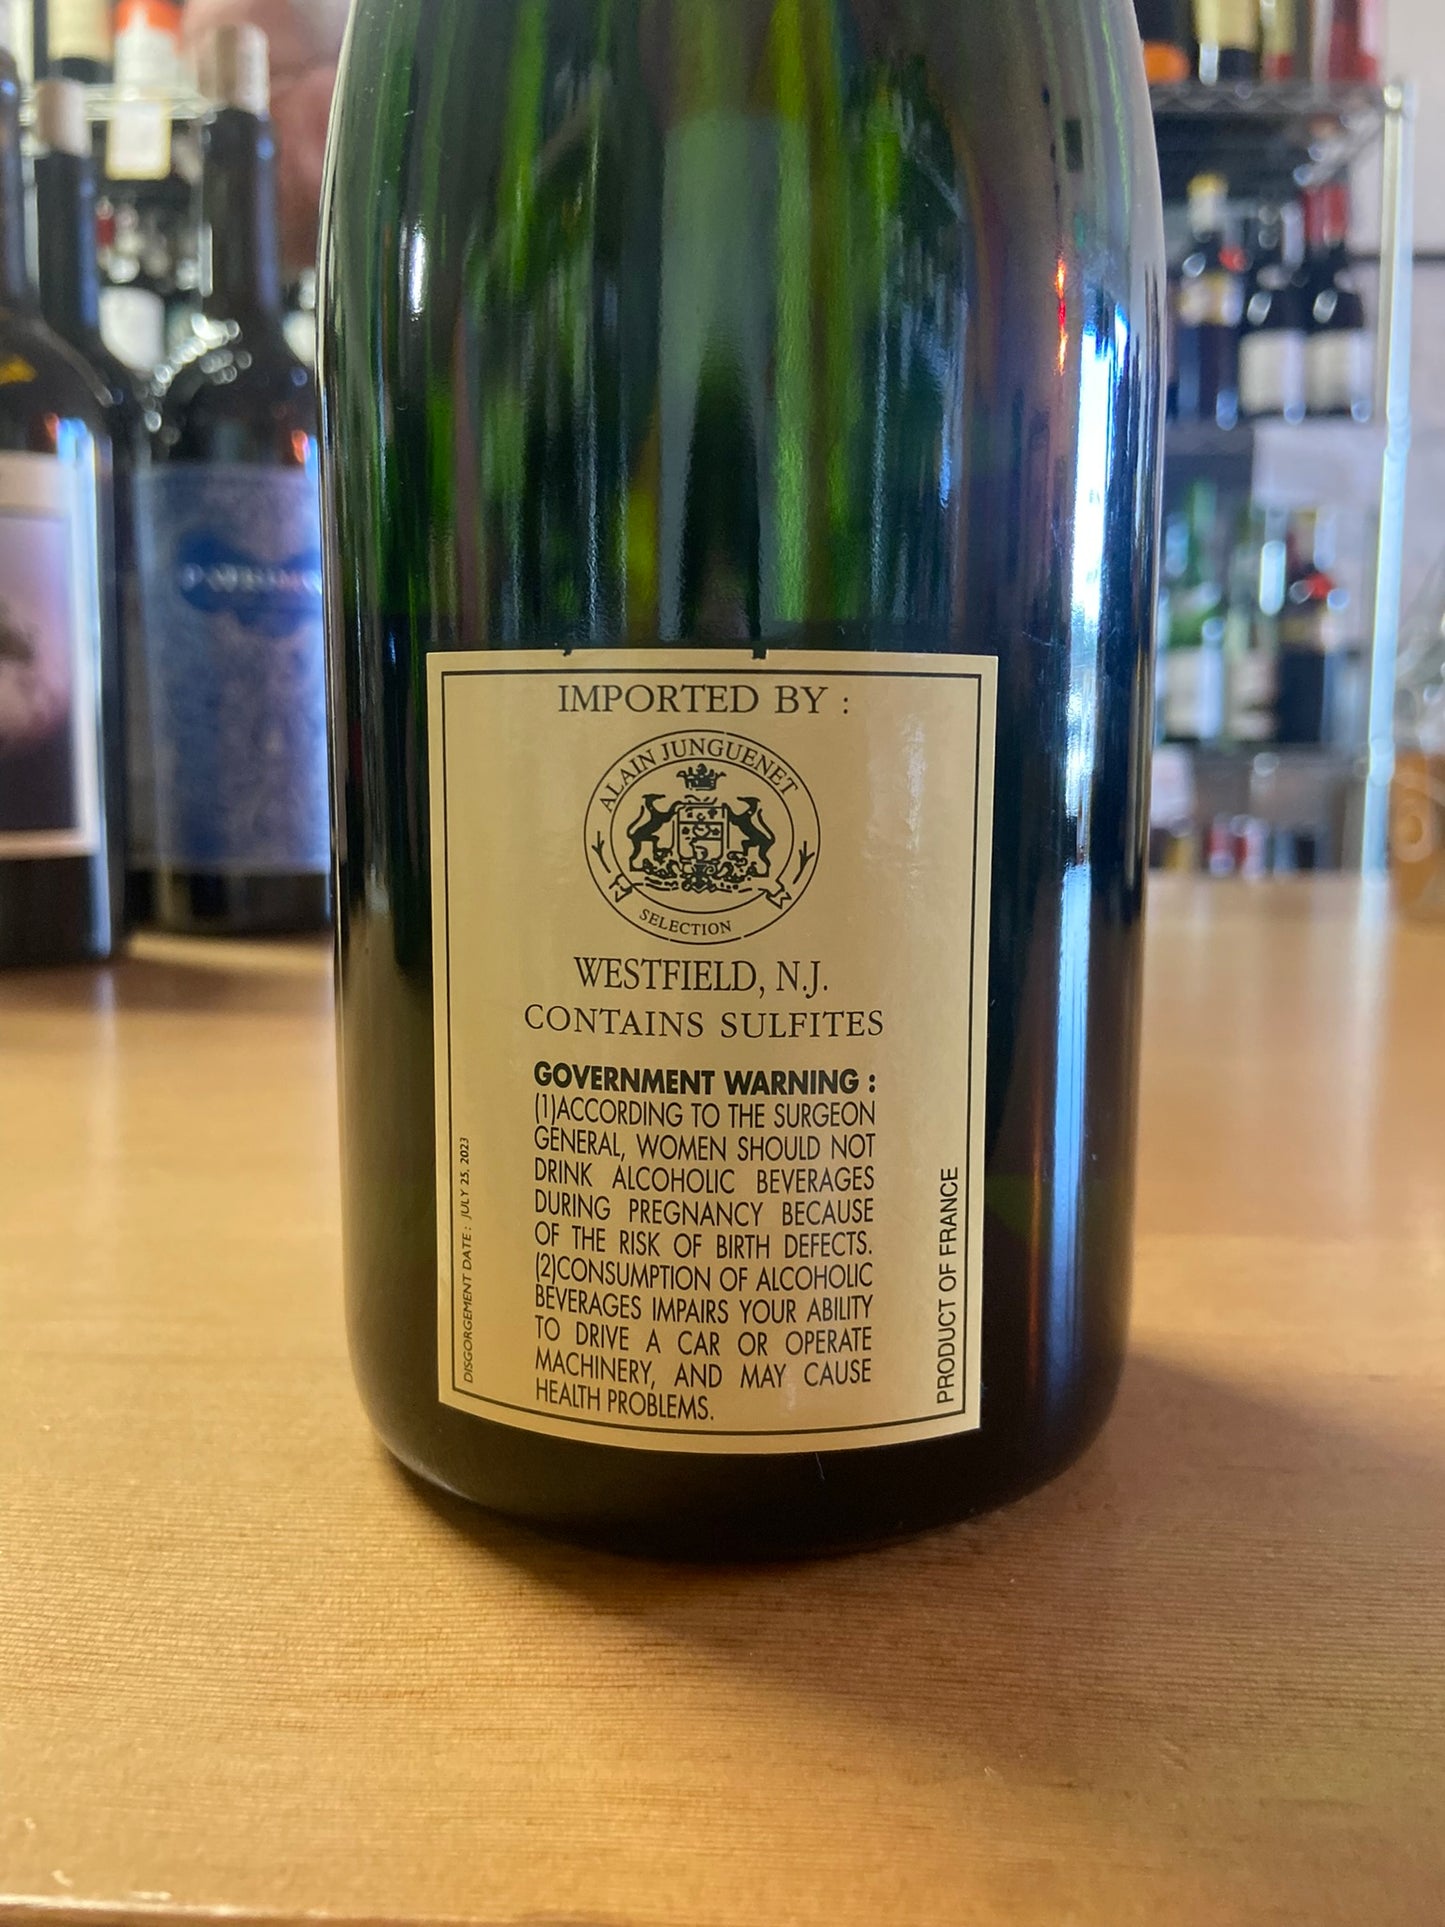 IMPORTED BY :
ALAIN JUNGUENET
SELECTION
WESTFIELD, N.J.
CONTAINS SULFITES
GOVERNMENT WARNING :
(1)ACCORDING TO THE SURGEON
GENERAL, WOMEN SHOULD NOT
DRINK ALCOHOLIC BEVERAGES
DURING PREGNANCY BECAUSE
OF THE RISK OF BIRTH DEFECTS.
(2)CONSUMPTION OF ALCOHOLIC
BEVERAGES IMPAIRS YOUR ABILITY
TO DRIVE A CAR OR OPERATE
MACHINERY, AND MAY CAUSE
HEALTH PROBLEMS.
DISGORGEMENT DATE : JULY 25, 2023
PRODUCT OF FRANCE